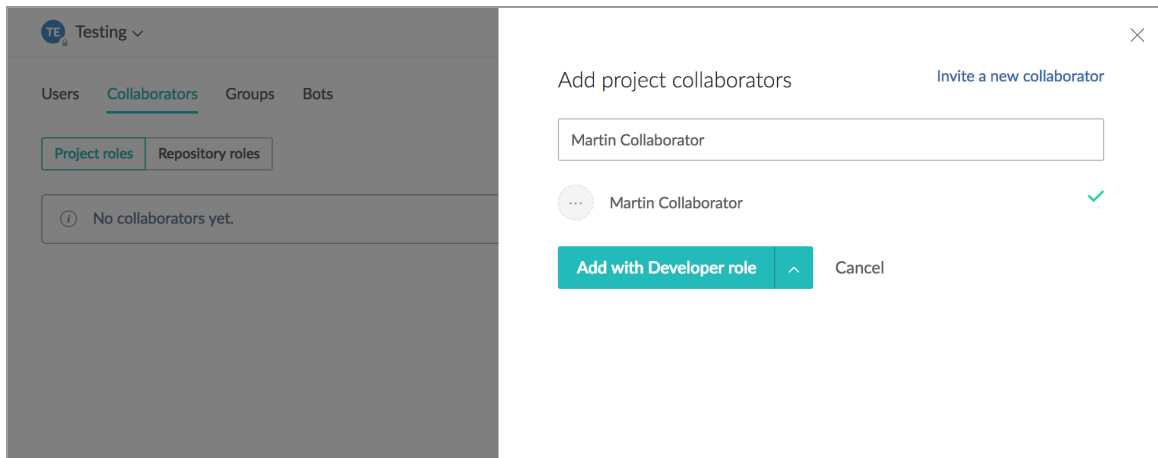 TE Testing
Users Collaborators Groups Bots
Project roles Repository roles
No collaborators yet.
Add project collaborators Invite a new collaborator
Martin Collaborator
Martin Collaborator
Add with Developer role Cancel